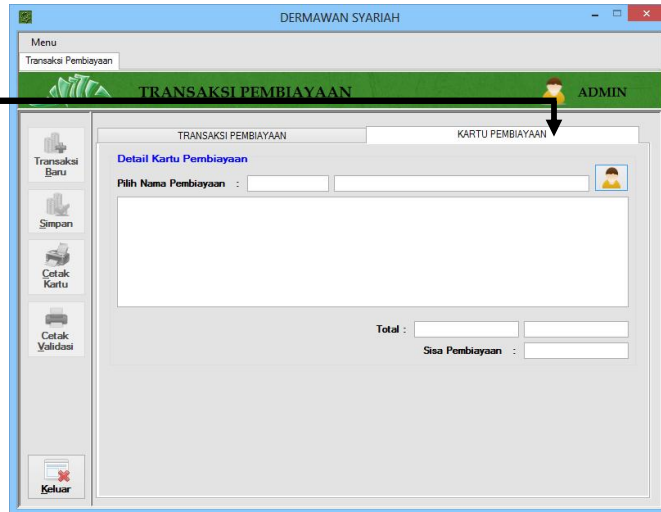 DERMAWAN SYARIAH
Menu
Transaksi Pembiayaan
TRANSAKSI PEMBIAYAAN
ADMIN
TRANSAKSI PEMBIAYAAN
KARTU PEMBIAYAAN
Detail Kartu Pembiayaan
Pilih Nama Pembiayaan :
Transaksi
Baru
Simpan
Cetak
Kartu
Cetak
Validasi
Total :
Sisa Pembiayaan :
Keluar